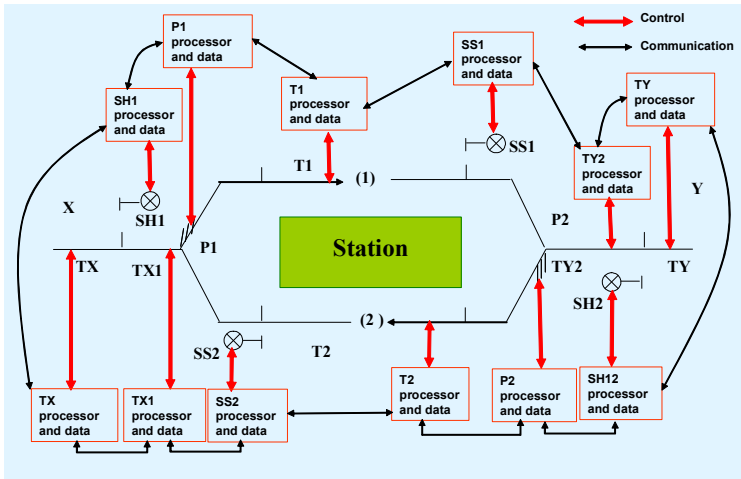 P1
processor
and data
Control
Communication
SS1
processor
and data
TY
processor
and data
SH1
processor
and data
T1
processor
and data
TY2
processor
and data
SS1
T1
(1)
X
SH1
Y
P2
P1
Station
TX
TX1
TY2
TY
SH2
(2 )
T2
SS2
TX
processor
and data
TX1
processor
and data
SS2
processor
and data
T2
processor
and data
P2
processor
and data
SH12
processor
and data